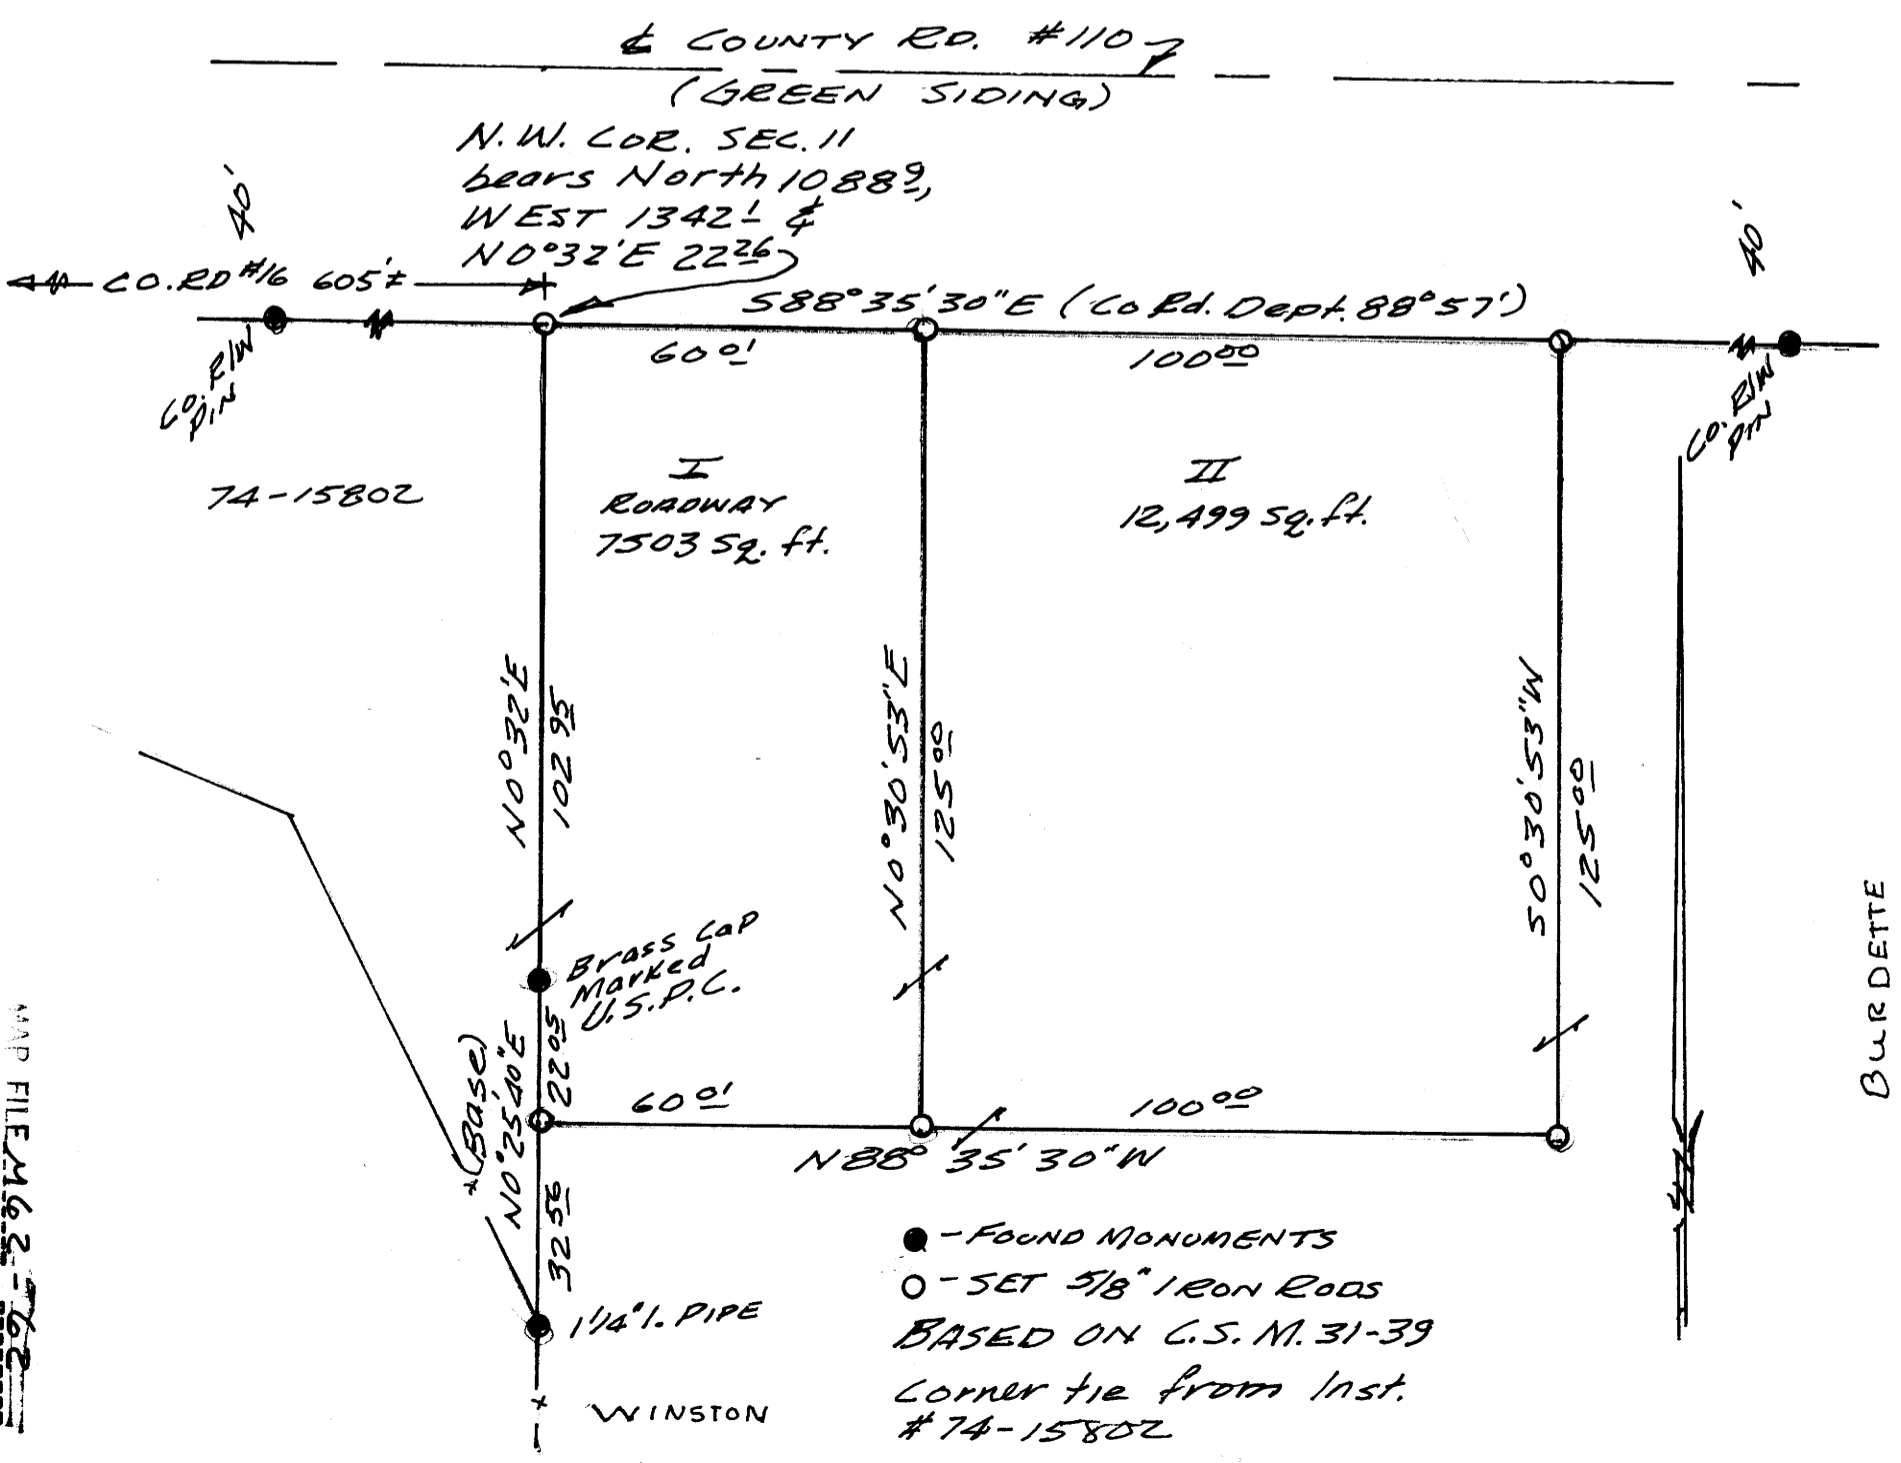 ℄ COUNTY RD. #110
(GREEN SIDING)
N.W. COR. SEC. 11
bears North 1088 9,
WEST 1342 1 &
N0°32'E 22 26
40'
40'
CO. RD #16 605'±
S88°35'30"E (Co Rd. Dept. 88°57')
60 01
100 00
CO. R/W
PIN
CO. R/W
PIN
74-15802
I
ROADWAY
7503 Sq. ft.
II
12,499 Sq. ft.
N0°32'E
102 95
N0°30'53"E
125 00
S0°30'53"W
125 00
BURDETTE
Brass Cap
Marked
U.S.P.C.
(Base)
N0°25'40"E
22 05
60 01
100 00
N88° 35' 30"W
32 56
1 1/4" I. PIPE
WINSTON
- FOUND MONUMENTS
- SET 5/8" IRON RODS
BASED ON C.S.M. 31-39
Corner tie from Inst.
# 74-15802
MAP FILE M62-762